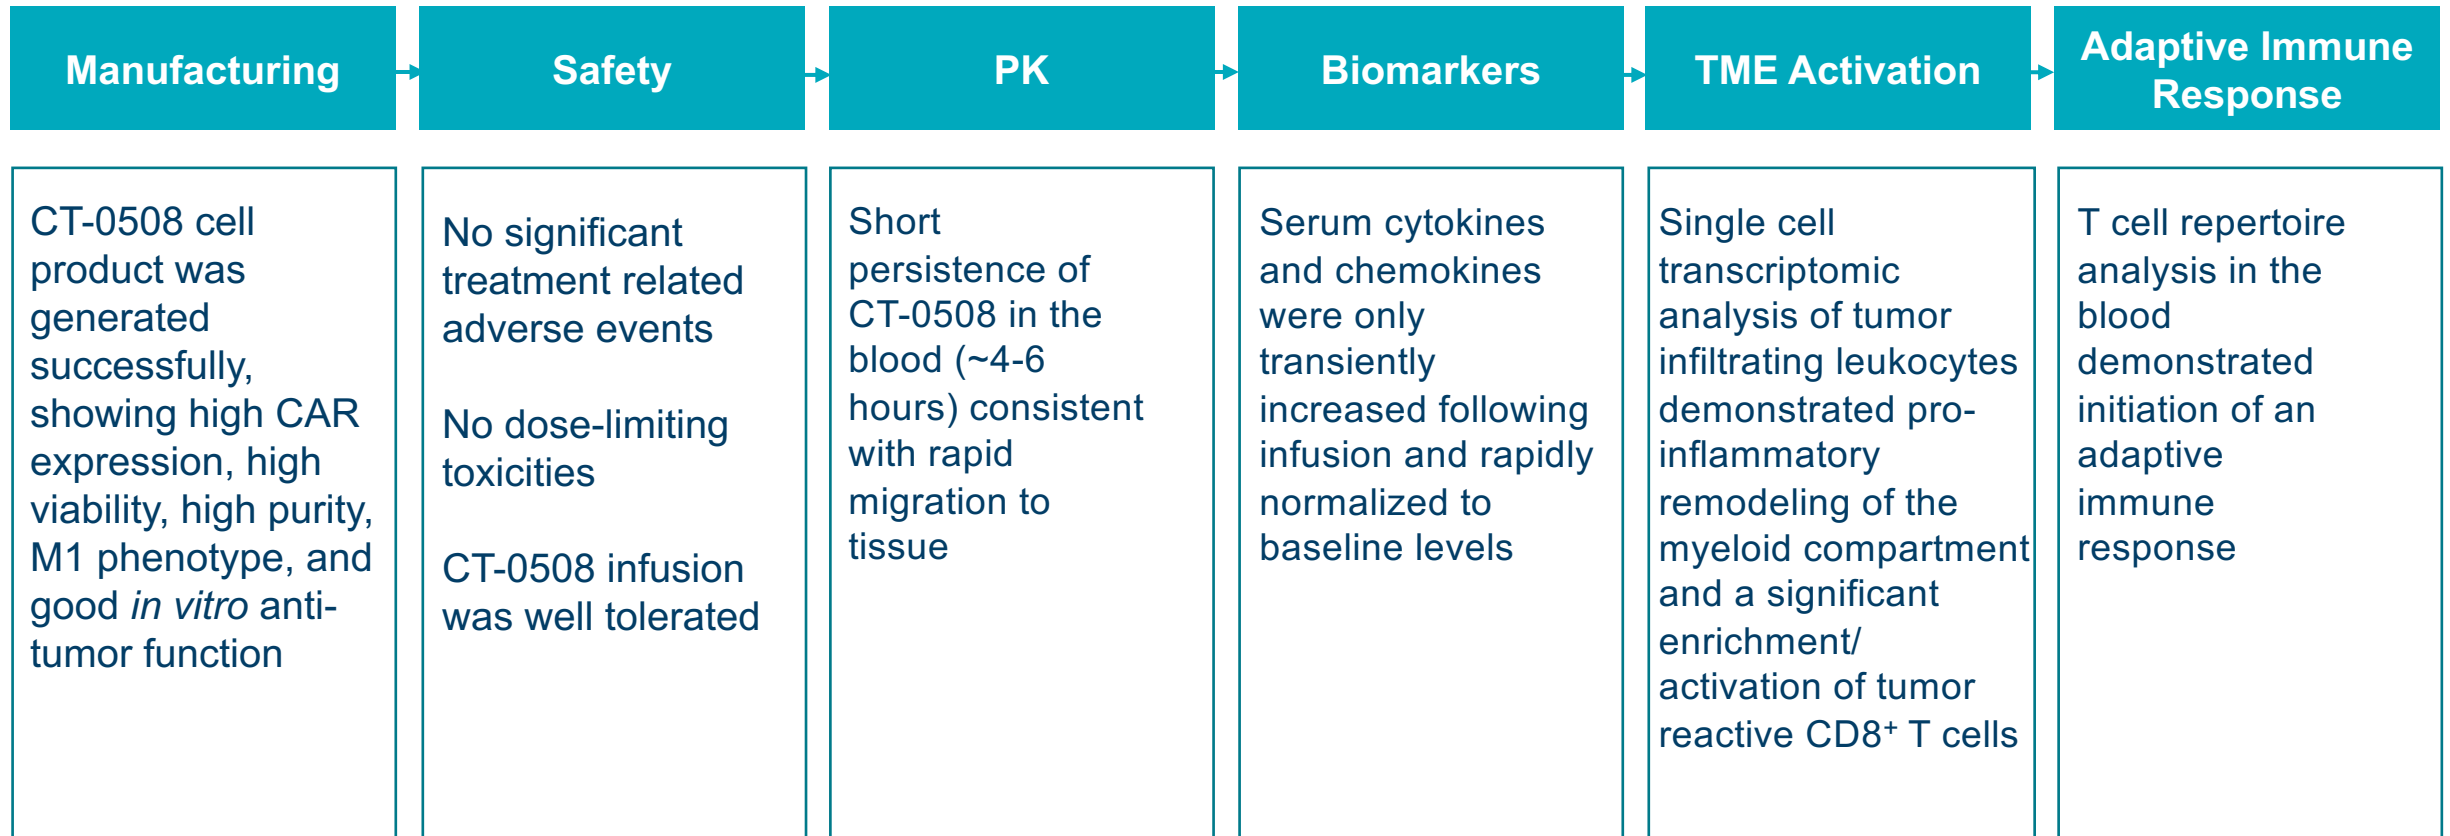 Manufacturing
Safety
PK
Biomarkers
TME Activation
Adaptive Immune
Response
CT-0508 cell
product was
generated
successfully,
showing high CAR
expression, high
viability, high purity,
M1 phenotype, and
good in vitro anti-
tumor function
No significant
treatment related
adverse events
No dose-limiting
toxicities
CT-0508 infusion
was well tolerated
Short
persistence of
CT-0508 in the
blood (~4-6
hours) consistent
with rapid
migration to
tissue
Serum cytokines
and chemokines
were only
transiently
increased following
infusion and rapidly
normalized to
baseline levels
Single cell
transcriptomic
analysis of tumor
infiltrating leukocytes
demonstrated pro-
inflammatory
remodeling of the
myeloid compartment
and a significant
enrichment/
activation of tumor
reactive CD8⁺ T cells
T cell repertoire
analysis in the
blood
demonstrated
initiation of an
adaptive
immune
response